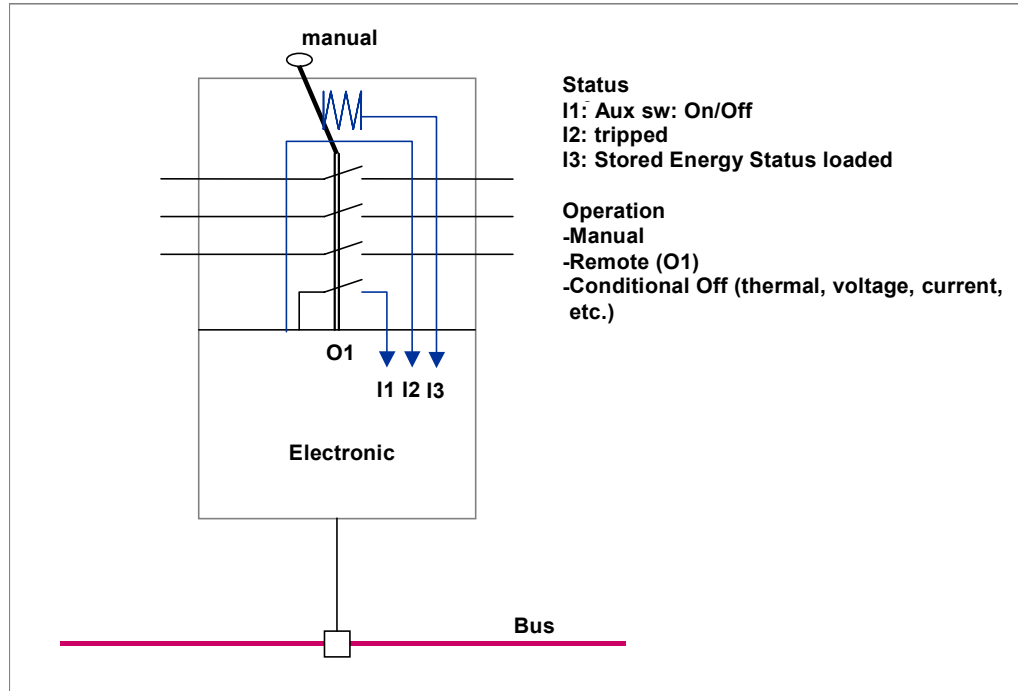 manual
Status
I1: Aux sw: On/Off
I2: tripped
I3: Stored Energy Status loaded
Operation
-Manual
-Remote (O1)
-Conditional Off (thermal, voltage, current,
etc.)
O1
I1 I2 I3
Electronic
Bus